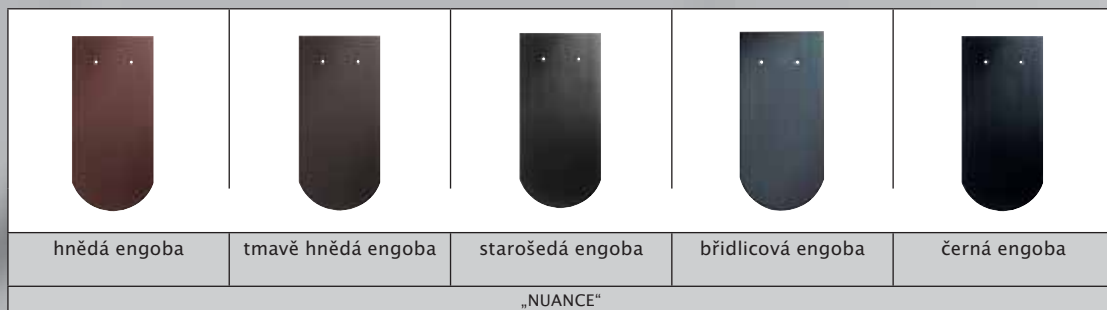 hnědá engoba
tmavě hnědá engoba
starošedá engoba
břidlicová engoba
černá engoba
„NUANCE“